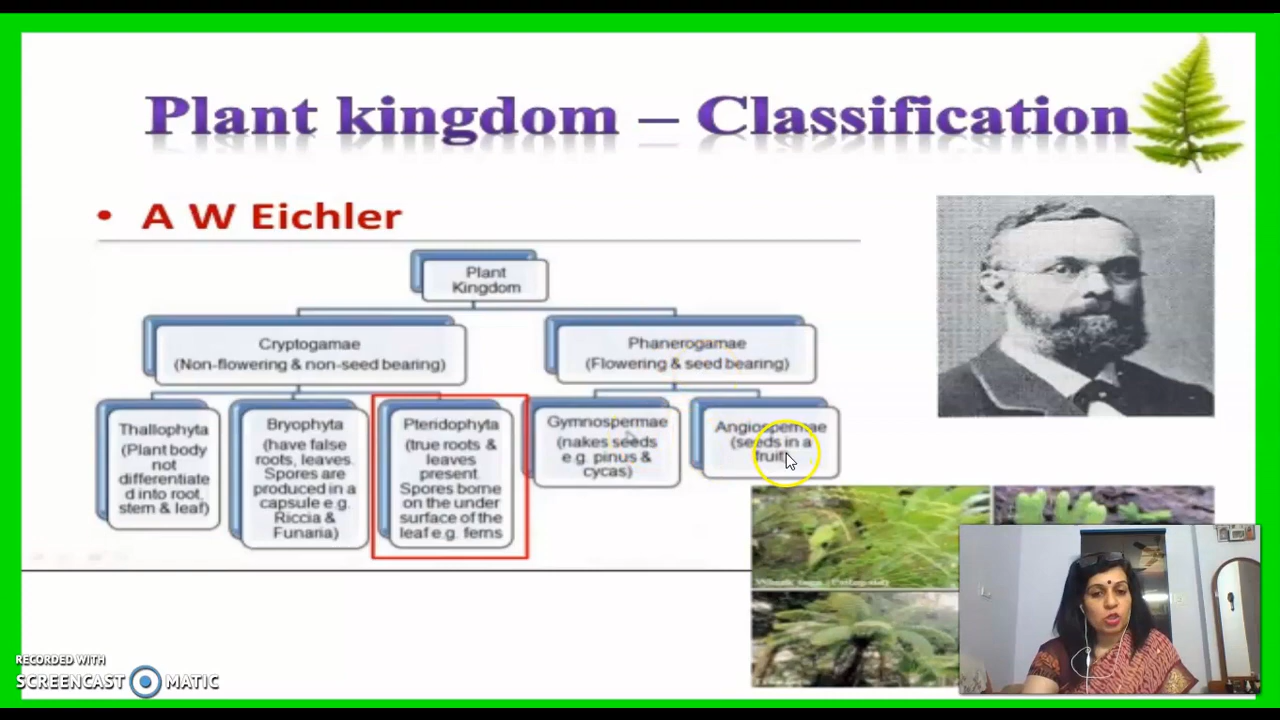 Plant kingdom – Classification
• A W Eichler
Plant
Kingdom
Cryptogamae
(Non-flowering & non-seed bearing)
Phanerogamae
(Flowering & seed bearing)
Thallophyta
(Plant body
not
differentiate
d into root,
stem & leaf)
Bryophyta
(have false
roots, leaves.
Spores are
produced in a
capsule e.g.
Riccia &
Funaria)
Pteridophyta
(true roots &
leaves
present
Spores borne
on the under
surface of the
leaf e.g. ferns
Gymnospermae
(nakes seeds
e.g. pinus &
cycas)
Angiospermae
(seeds in a
fruit)
RECORDED WITH
SCREENCAST MATIC